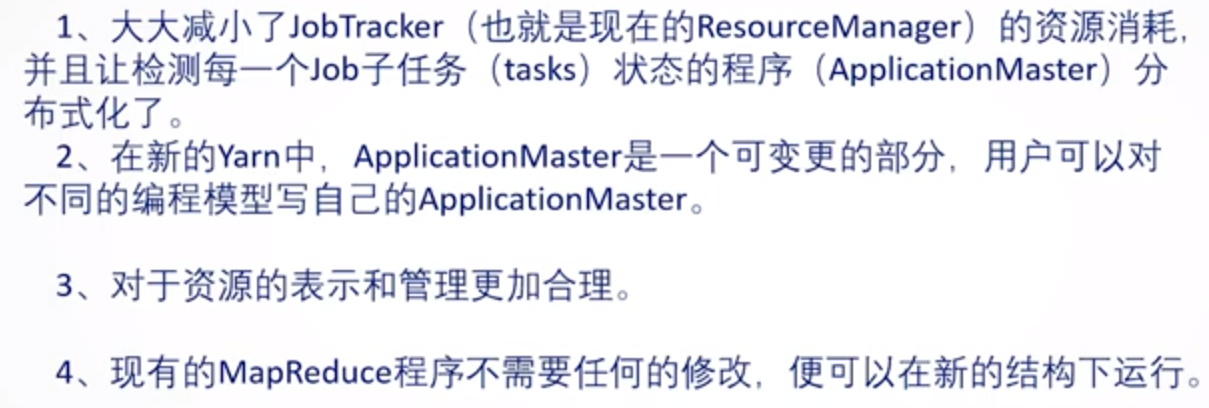 1、大大减小了JobTracker（也就是现在的ResourceManager）的资源消耗，
并且让检测每一个Job子任务（tasks）状态的程序（ApplicationMaster）分
布式化了。
2、在新的Yarn中，ApplicationMaster是一个可变更的部分，用户可以对
不同的编程模型写自己的ApplicationMaster。
3、对于资源的表示和管理更加合理。
4、现有的MapReduce程序不需要任何的修改，便可以在新的结构下运行。